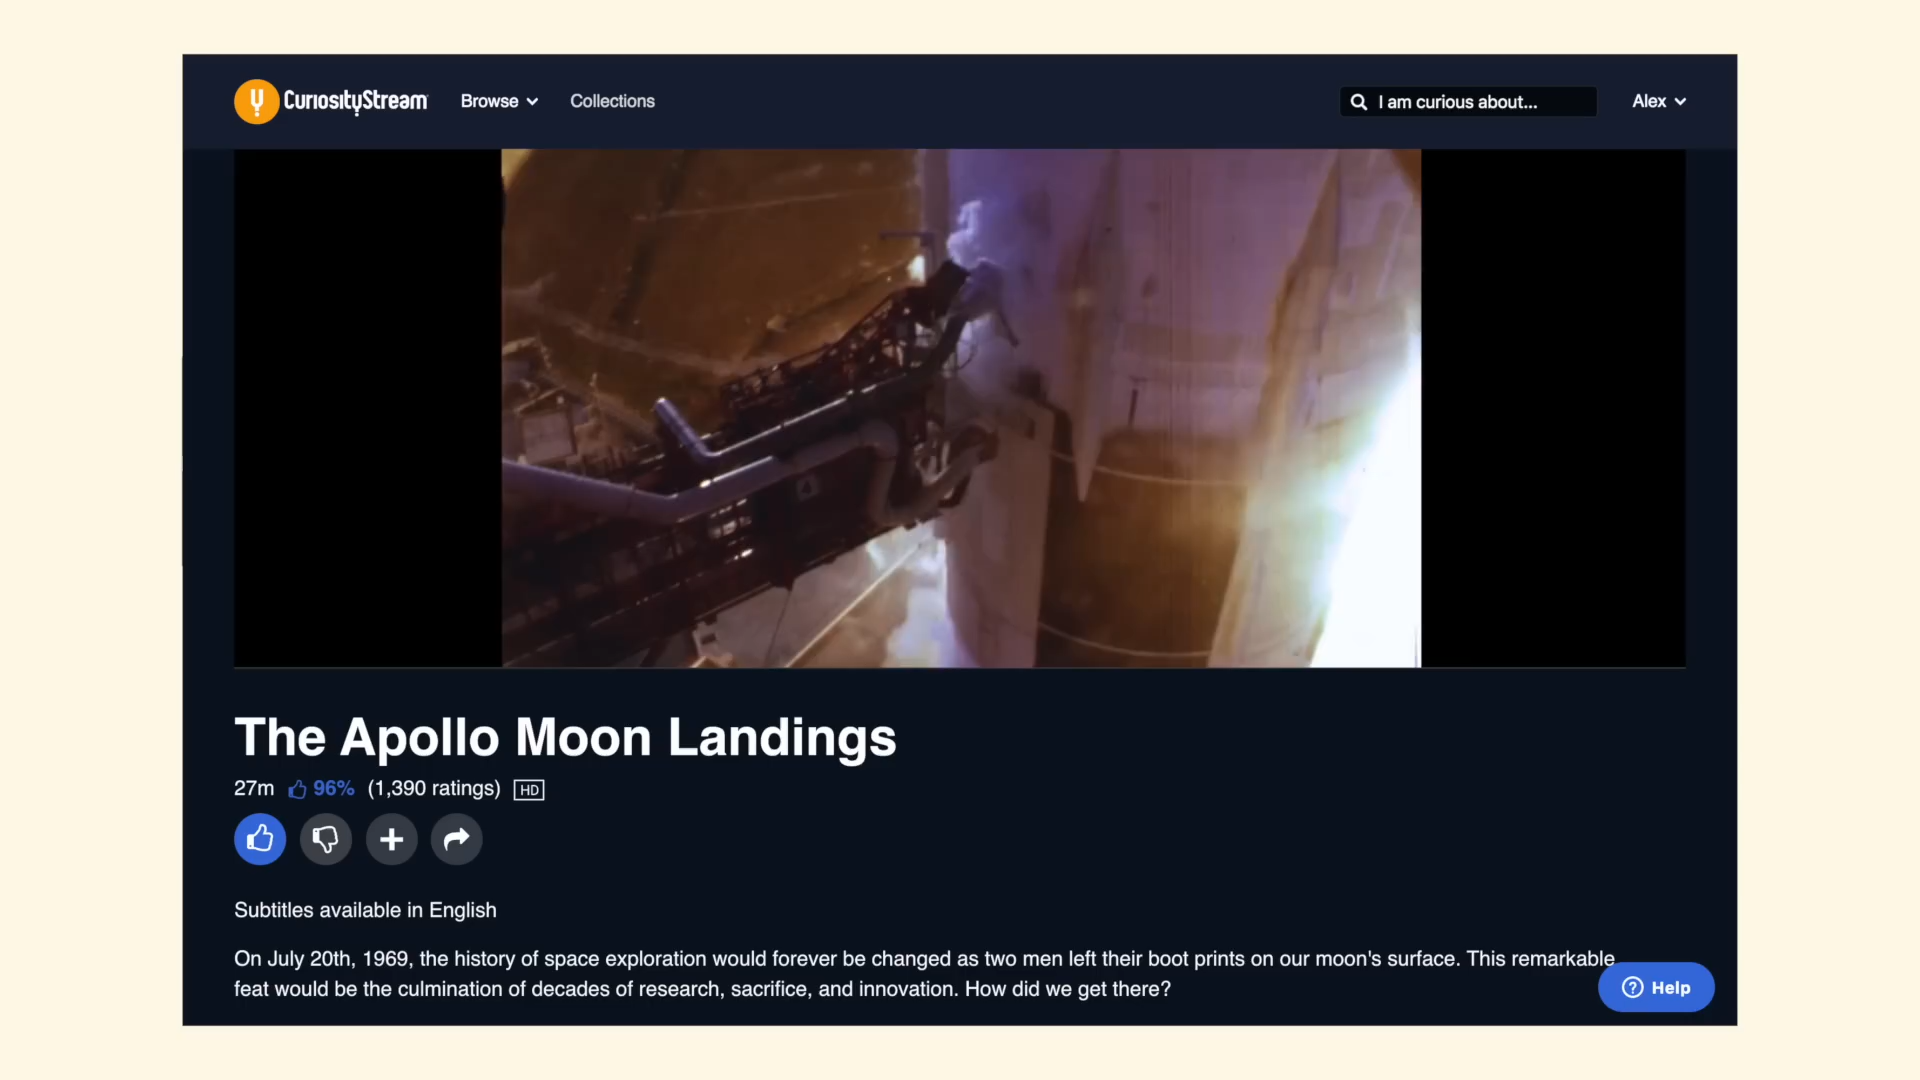 CuriosityStream Browse Collections I am curious about... Alex
4
The Apollo Moon Landings
27m 96% (1,390 ratings) HD
Subtitles available in English
On July 20th, 1969, the history of space exploration would forever be changed as two men left their boot prints on our moon's surface. This remarkable
feat would be the culmination of decades of research, sacrifice, and innovation. How did we get there?
Help